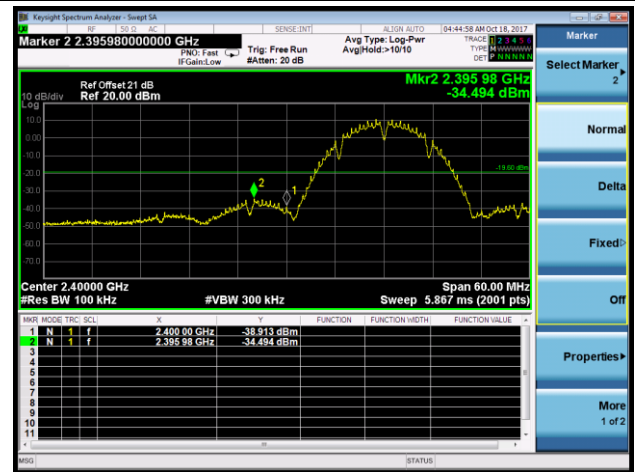 Keysight Spectrum Analyzer - Swept SA
RF 50 Ω AC SENSE:INT ALIGN AUTO 04:44:58 AM Oct 18, 2017
Marker 2 2.395980000000 GHz
PNO: Fast
IFGain:Low
Trig: Free Run
#Atten: 20 dB
Avg Type: Log-Pwr
Avg|Hold:>10/10
TRACE 1 2 3 4 5 6
TYPE M W W W W W
DET P N N N N N
Ref Offset 21 dB
10 dB/div Ref 20.00 dBm
Log
Mkr2 2.395 98 GHz
-34.494 dBm
10.0
0.00
-10.0
-20.0
-30.0
-40.0
-50.0
-60.0
-70.0
-19.60 dBm
2
1
Center 2.40000 GHz Span 60.00 MHz
#Res BW 100 kHz #VBW 300 kHz Sweep 5.867 ms (2001 pts)
MKR MODE TRC SCL X Y FUNCTION FUNCTION WIDTH FUNCTION VALUE
1 N 1 f 2.400 00 GHz -38.913 dBm
2 N 1 f 2.395 98 GHz -34.494 dBm
3
4
5
6
7
8
9
10
11
MSG STATUS
Marker
Select Marker
2
Normal
Delta
Fixed
Off
Properties
More
1 of 2